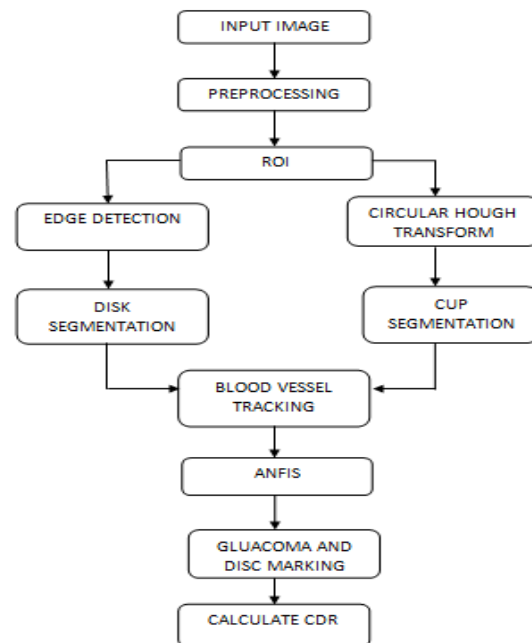 INPUT IMAGE
PREPROCESSING
ROI
EDGE DETECTION
CIRCULAR HOUGH
TRANSFORM
DISK
SEGMENTATION
CUP
SEGMENTATION
BLOOD VESSEL
TRACKING
ANFIS
GLUACOMA AND
DISC MARKING
CALCULATE CDR